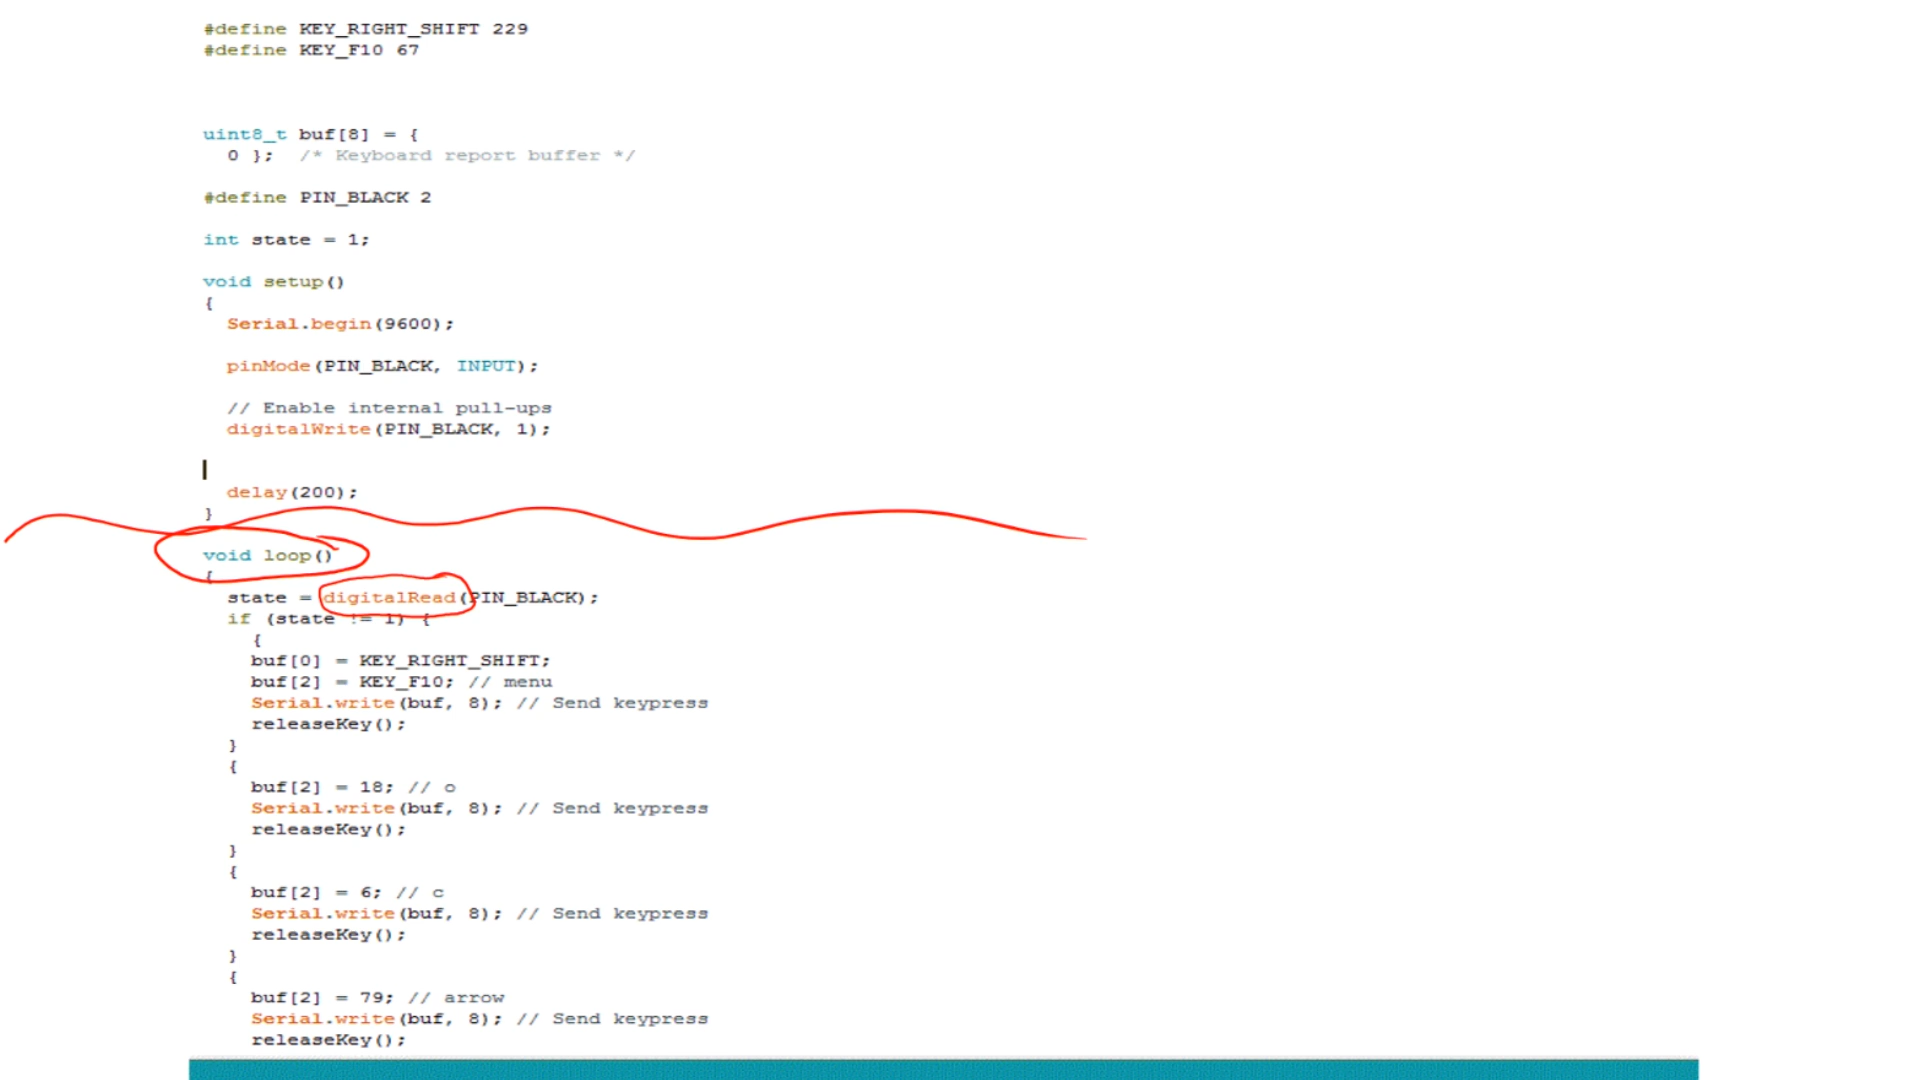 #define KEY_RIGHT_SHIFT 229
#define KEY_F10 67
uint8_t buf[8] = {
0 }; /* Keyboard report buffer */
#define PIN_BLACK 2
int state = 1;
void setup()
{
Serial.begin(9600);
pinMode(PIN_BLACK, INPUT);
// Enable internal pull-ups
digitalWrite(PIN_BLACK, 1);
delay(200);
}
void loop()
{
state = digitalRead(PIN_BLACK);
if (state != 1) {
{
buf[0] = KEY_RIGHT_SHIFT;
buf[2] = KEY_F10; // menu
Serial.write(buf, 8); // Send keypress
releaseKey();
}
{
buf[2] = 18; // o
Serial.write(buf, 8); // Send keypress
releaseKey();
}
{
buf[2] = 6; // c
Serial.write(buf, 8); // Send keypress
releaseKey();
}
{
buf[2] = 79; // arrow
Serial.write(buf, 8); // Send keypress
releaseKey();